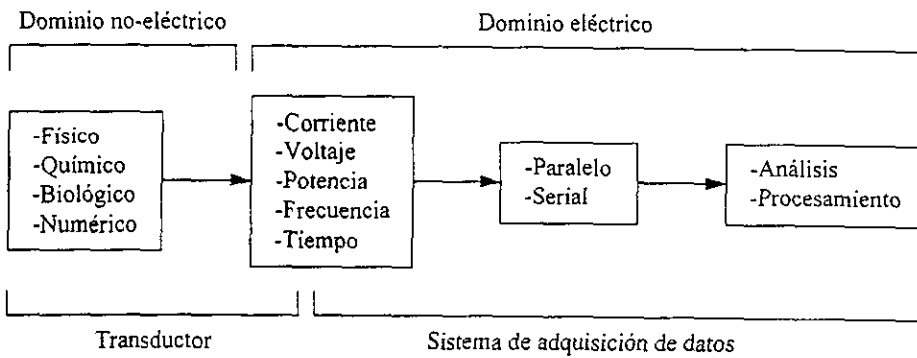 Dominio no-eléctrico
Dominio eléctrico
-Físico
-Químico
-Biológico
-Numérico
-Corriente
-Voltaje
-Potencia
-Frecuencia
-Tiempo
-Paralelo
-Serial
-Análisis
-Procesamiento
Transductor
Sistema de adquisición de datos